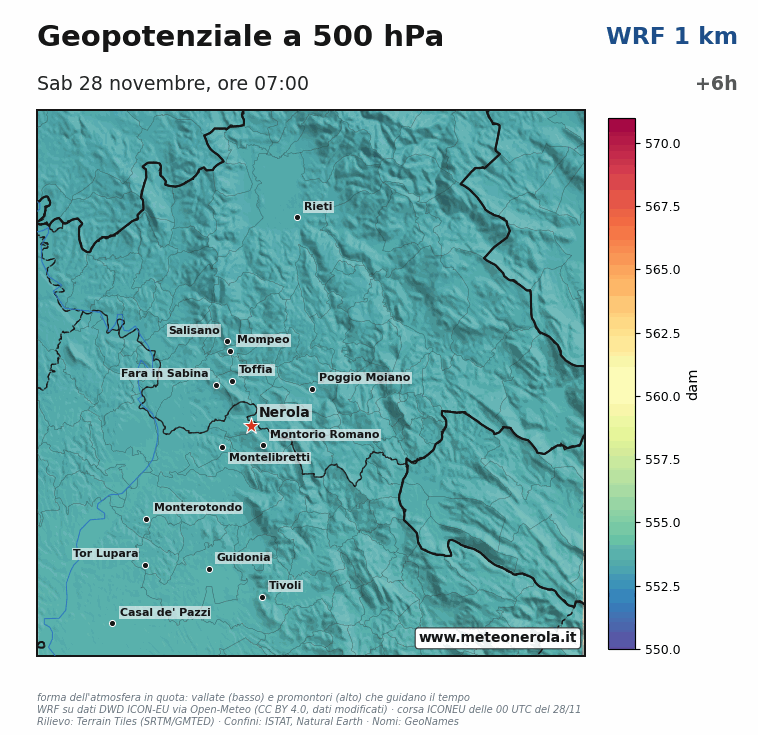 Geopotenziale a 500 hPa
WRF 1 km
Sab 28 novembre, ore 07:00
+6h
Rieti
Salisano
Mompeo
Toffia
Fara in Sabina
Poggio Moiano
Nerola
Montorio Romano
Montelibretti
Monterotondo
Tor Lupara
Guidonia
Tivoli
Casal de' Pazzi
www.meteonerola.it
570.0
567.5
565.0
562.5
560.0
557.5
555.0
552.5
550.0
dam
forma dell'atmosfera in quota: vallate (basso) e promontori (alto) che guidano il tempo
WRF su dati DWD ICON-EU via Open-Meteo (CC BY 4.0, dati modificati) · corsa ICONEU delle 00 UTC del 28/11
Rilievo: Terrain Tiles (SRTM/GMTED) · Confini: ISTAT, Natural Earth · Nomi: GeoNames